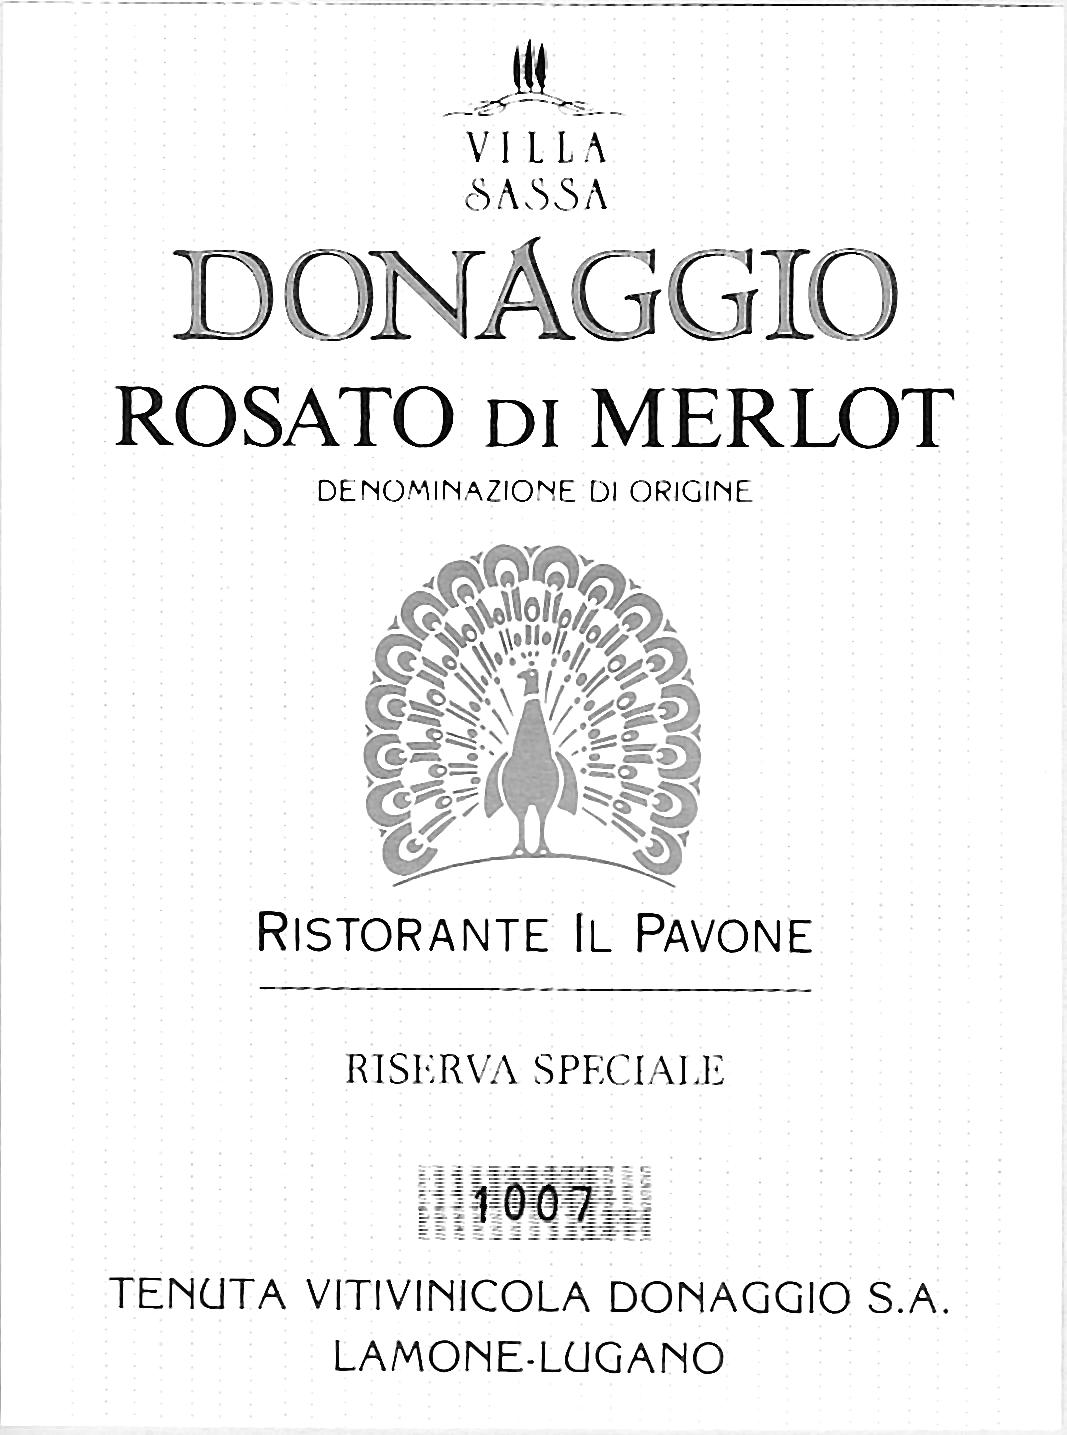 VILLA
SASSA
DONAGGIO
ROSATO DI MERLOT
DENOMINAZIONE DI ORIGINE
RISTORANTE IL PAVONE
RISERVA SPECIALE
1007
TENUTA VITIVINICOLA DONAGGIO S.A.
LAMONE-LUGANO